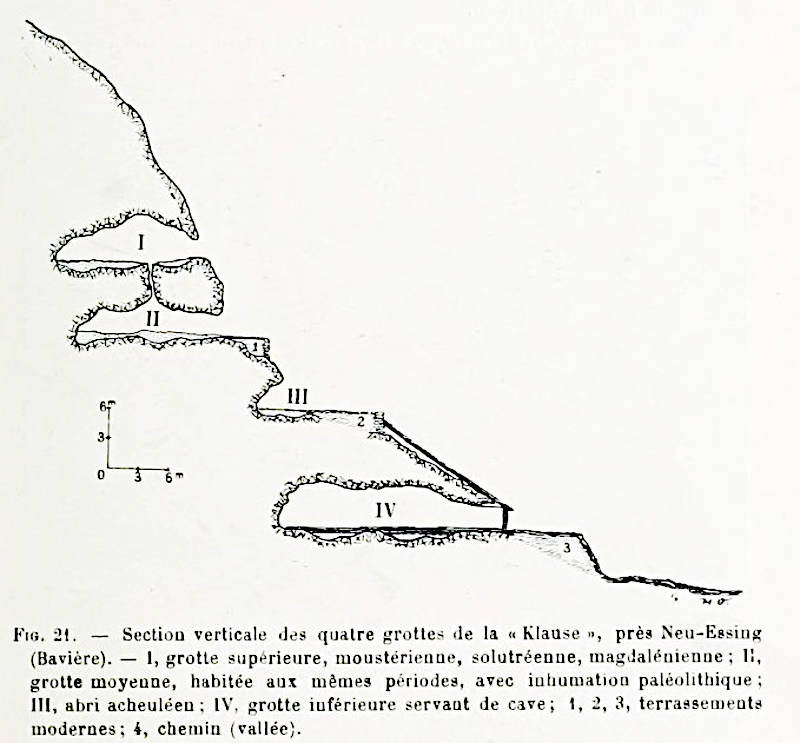 I
II
1
III
2
6m
3
0 3 6m
IV
3
FIG. 21. — Section verticale des quatre grottes de la « Klause », près Neu-Essing
(Bavière). — I, grotte supérieure, moustérienne, solutréenne, magdalénienne ; II,
grotte moyenne, habitée aux mêmes périodes, avec inhumation paléolithique ;
III, abri acheuléen ; IV, grotte inférieure servant de cave ; 1, 2, 3, terrassements
modernes ; 4, chemin (vallée).